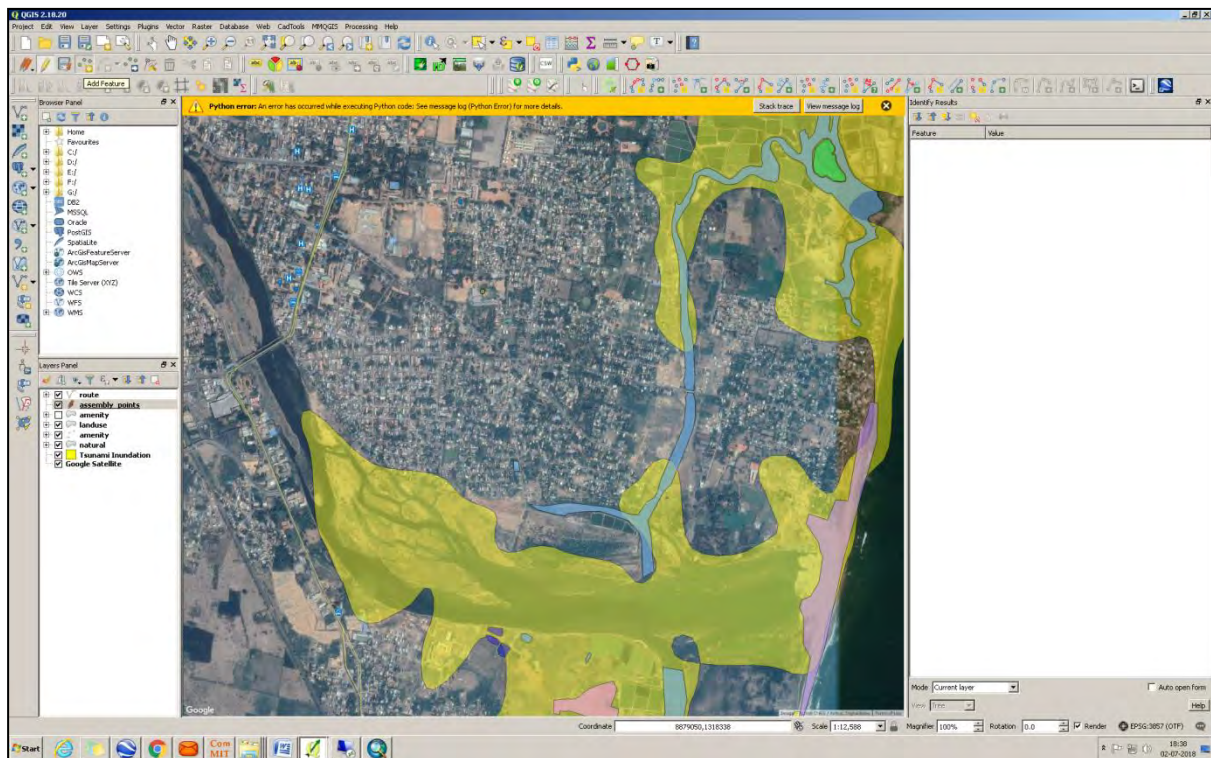 QGIS 2.18.20
Project Edit View Layer Settings Plugins Vector Raster Database Web CadTools MMQGIS Processing Help
CSW
Add Feature
Browser Panel
Home
Favourites
C:/
D:/
E:/
F:/
G:/
DB2
MSSQL
Oracle
PostGIS
SpatiaLite
ArcGisFeatureServer
ArcGisMapServer
OWS
Tile Server (XYZ)
WCS
WFS
WMS
Layers Panel
route
assembly_points
amenity
landuse
amenity
natural
Tsunami Inundation
Google Satellite
Python error: An error has occurred while executing Python code: See message log (Python Error) for more details.
Stack trace
View message log
H
H
H H
H
H
Google
Identify Results
Feature Value
Mode Current layer
Auto open form
View Tree
Help
Coordinate 8879050,1318338 Scale 1:12,588 Magnifier 100% Rotation 0.0 Render EPSG:3857 (OTF)
Start
Com
MIT
18:38
02-07-2018